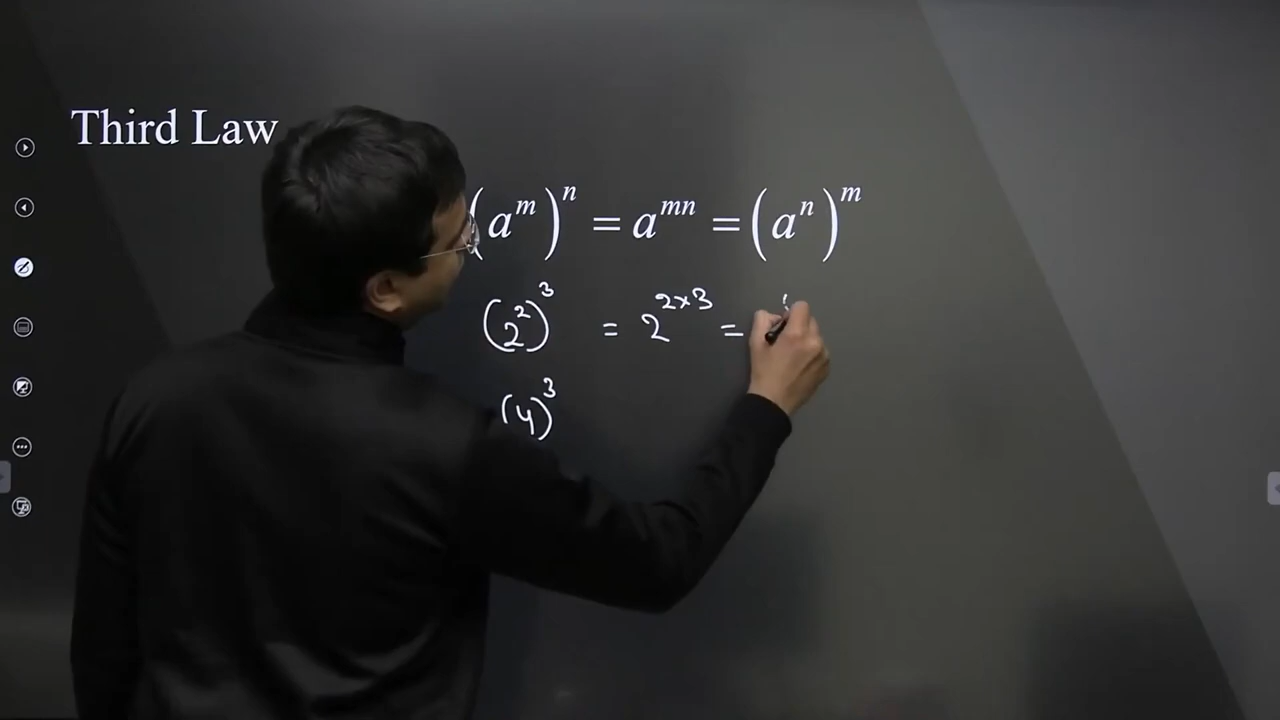 Third Law
(a^m)^n = a^{mn} = (a^n)^m
(2^2)^3 = 2^{2×3} =
(4)^3